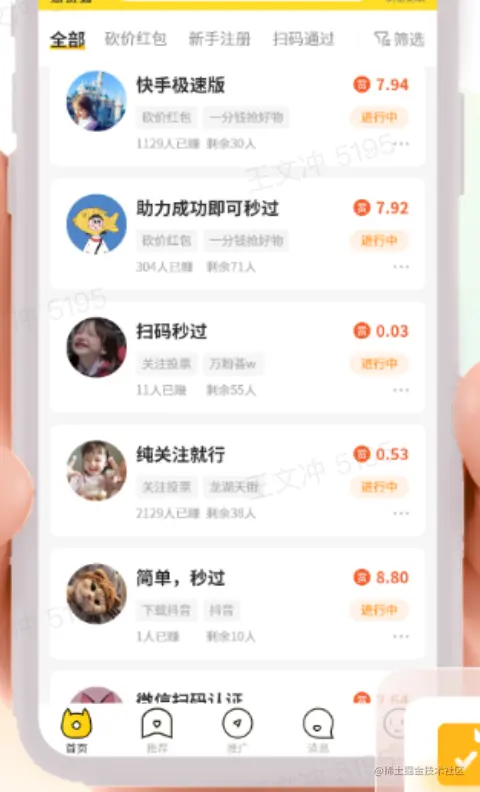 全部 砍价红包 新手注册 扫码通过 筛选
快手极速版 赏 7.94
砍价红包 一分钱抢好物 进行中
1129人已赚 剩余30人
王文冲 5195
助力成功即可秒过 赏 7.92
砍价红包 一分钱抢好物 进行中
304人已赚 剩余71人
冲 5195
扫码秒过 赏 0.03
关注投票 万粉荟w 进行中
11人已赚 剩余55人
纯关注就行 赏 0.53
关注投票 龙湖天街 进行中
2129人已赚 剩余38人
王文冲 5195
简单，秒过 赏 8.80
下载抖音 抖音 进行中
1人已赚 剩余10人
微信扫码认证 7.64
首页 推荐 推广 消息
@稀土掘金技术社区